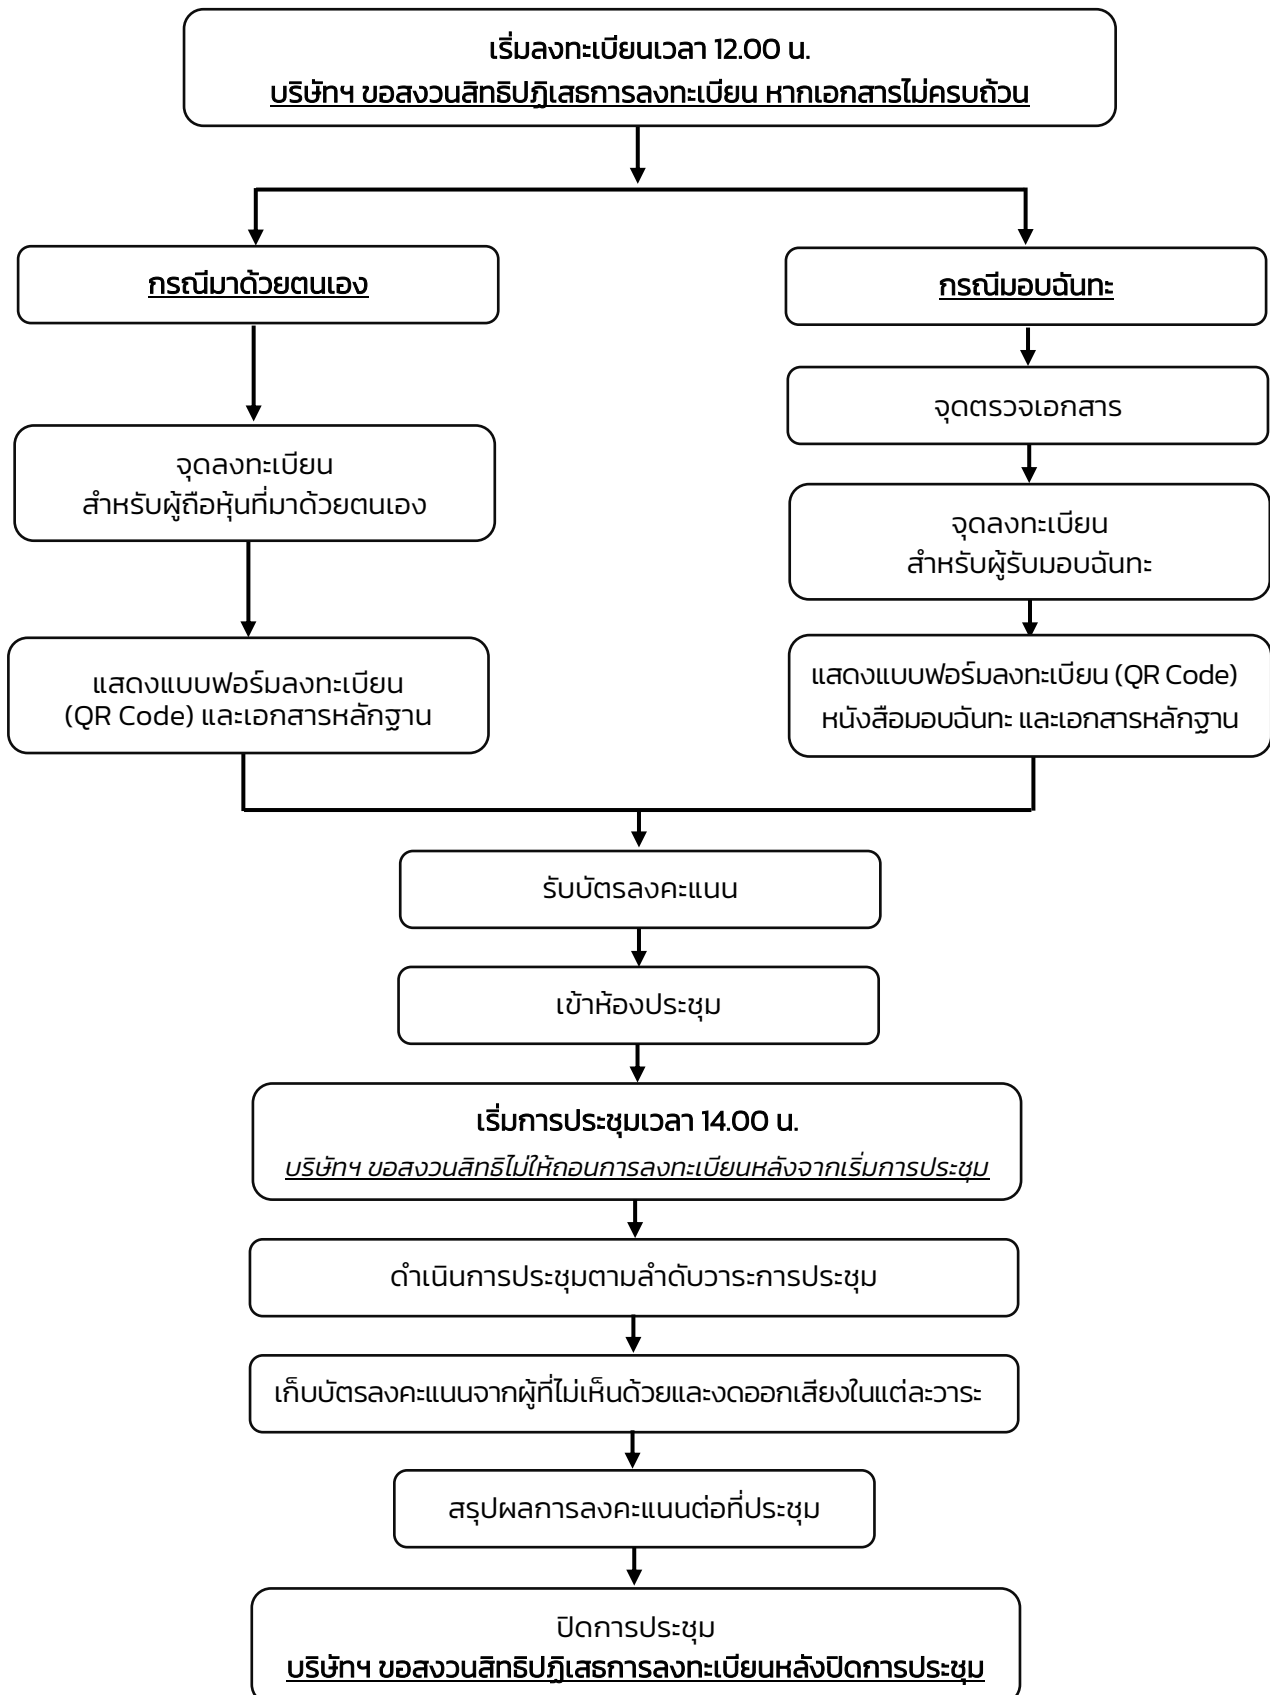 เริ่มลงทะเบียนเวลา 12.00 น.
บริษัทฯ ขอสงวนสิทธิปฏิเสธการลงทะเบียน หากเอกสารไม่ครบถ้วน
กรณีมาด้วยตนเอง
กรณีมอบฉันทะ
จุดตรวจเอกสาร
จุดลงทะเบียน
สำหรับผู้ถือหุ้นที่มาด้วยตนเอง
จุดลงทะเบียน
สำหรับผู้รับมอบฉันทะ
แสดงแบบฟอร์มลงทะเบียน
(QR Code) และเอกสารหลักฐาน
แสดงแบบฟอร์มลงทะเบียน (QR Code)
หนังสือมอบฉันทะ และเอกสารหลักฐาน
รับบัตรลงคะแนน
เข้าห้องประชุม
เริ่มการประชุมเวลา 14.00 น.
บริษัทฯ ขอสงวนสิทธิไม่ให้ถอนการลงทะเบียนหลังจากเริ่มการประชุม
ดำเนินการประชุมตามลำดับวาระการประชุม
เก็บบัตรลงคะแนนจากผู้ที่ไม่เห็นด้วยและงดออกเสียงในแต่ละวาระ
สรุปผลการลงคะแนนต่อที่ประชุม
ปิดการประชุม
บริษัทฯ ขอสงวนสิทธิปฏิเสธการลงทะเบียนหลังปิดการประชุม